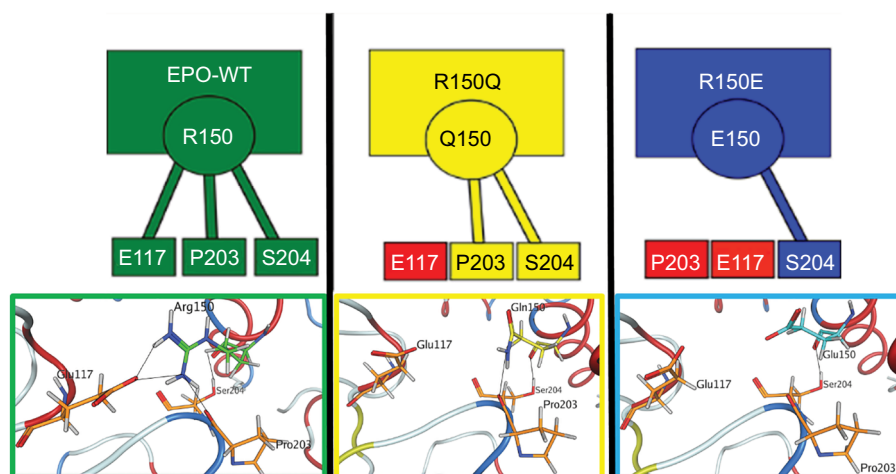 EPO-WT
R150
E117 P203 S204
R150Q
Q150
E117 P203 S204
R150E
E150
P203 E117 S204
Arg150
Glu117
Ser204
Pro203
Gln150
Glu117
Ser204
Pro203
Glu150
Glu117
Ser204
Pro203